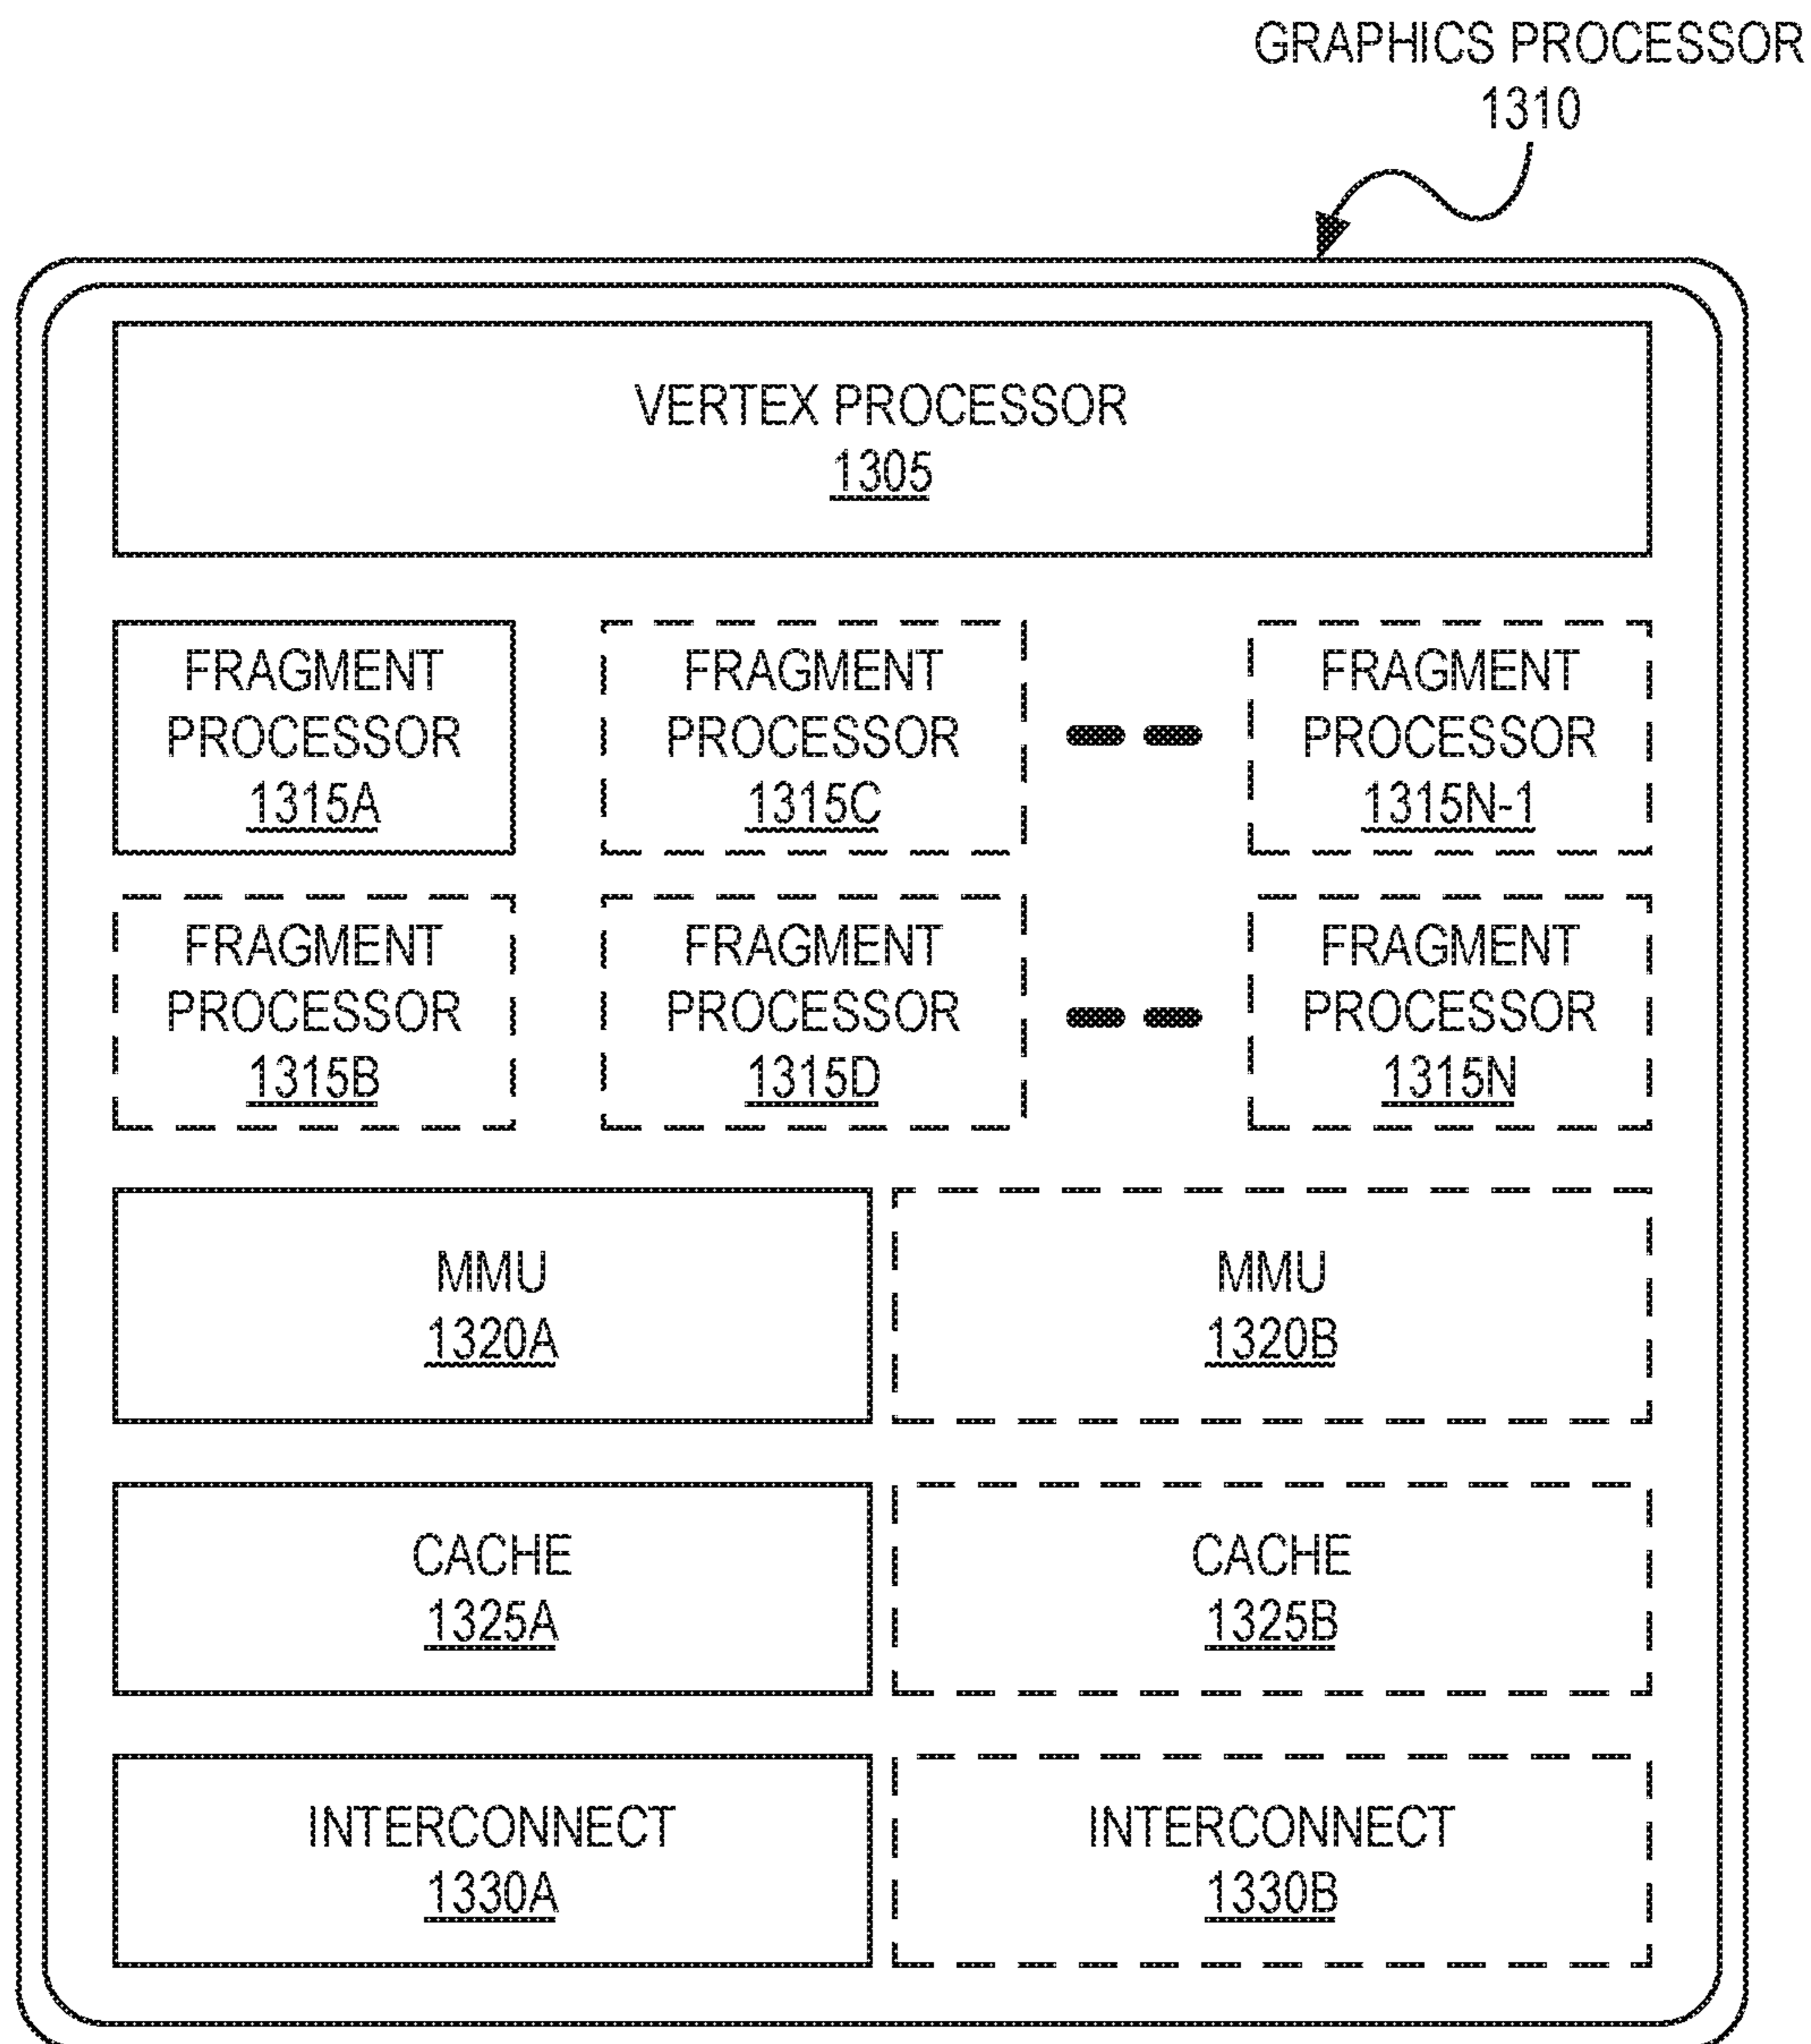 GRAPHICS PROCESSOR
1310
VERTEX PROCESSOR
1305
FRAGMENT
PROCESSOR
1315A
FRAGMENT
PROCESSOR
1315C
FRAGMENT
PROCESSOR
1315N-1
FRAGMENT
PROCESSOR
1315B
FRAGMENT
PROCESSOR
1315D
FRAGMENT
PROCESSOR
1315N
MMU
1320A
MMU
1320B
CACHE
1325A
CACHE
1325B
INTERCONNECT
1330A
INTERCONNECT
1330B